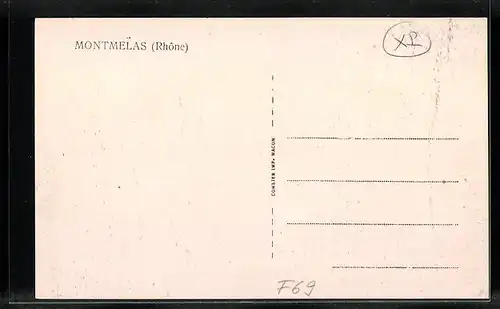 MONTMELAS (Rhône)
XP
COMBIER IMP. MACON
F69